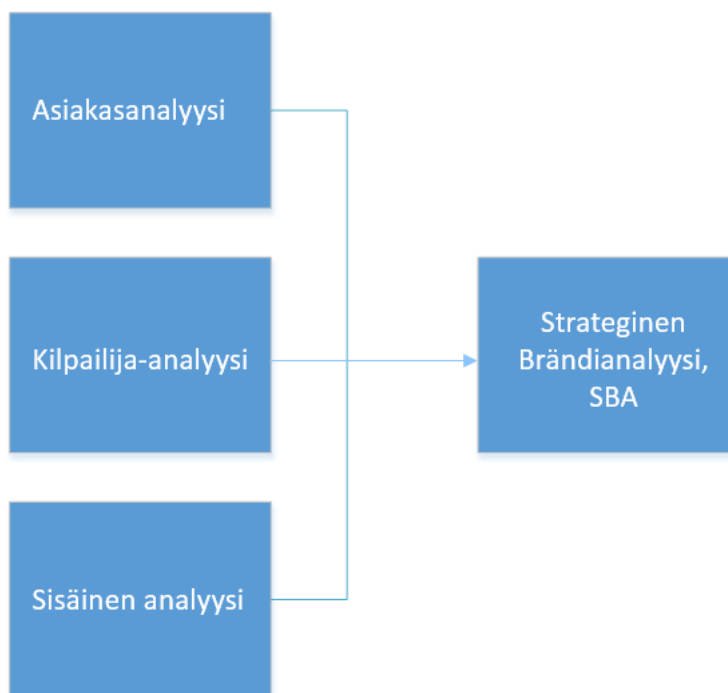 Asiakasanalyysi
Kilpailija-analyysi
Strateginen
Brändianalyysi,
SBA
Sisäinen analyysi